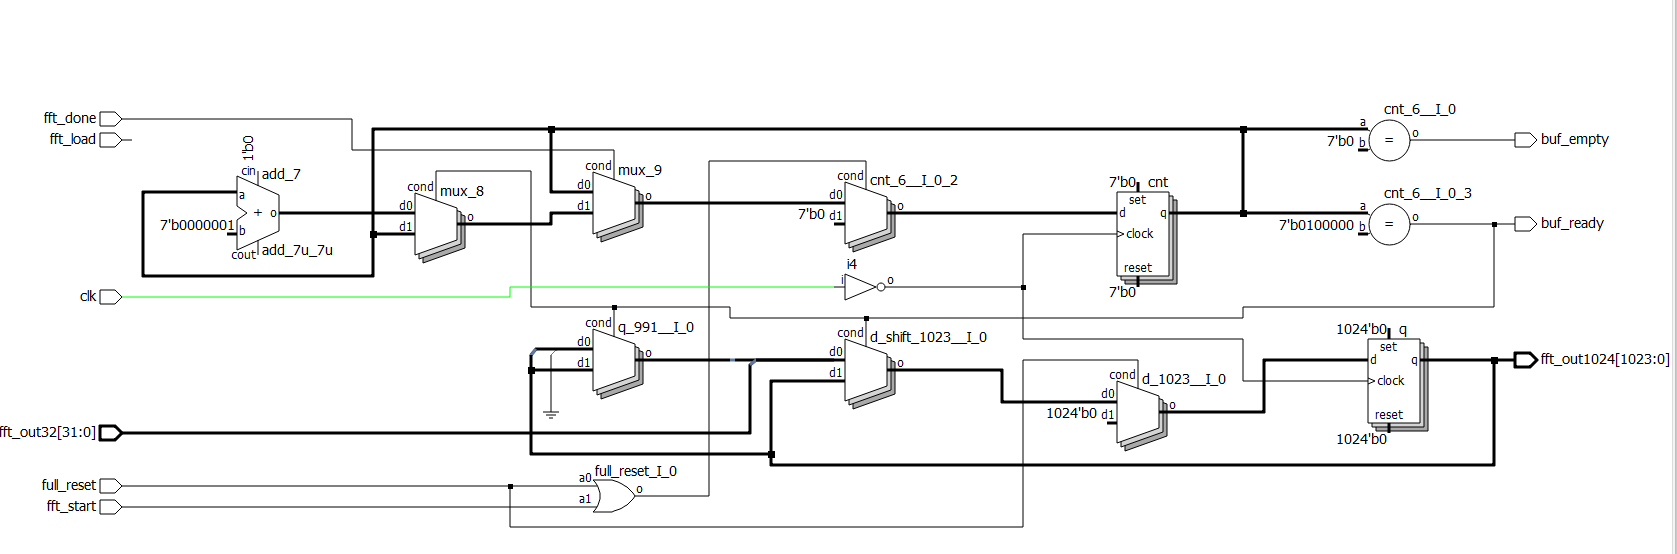 cnt_6__I_0
fft_done
a
o
fft_load
7'b0
b
=
buf_empty
1'b0
cin
add_7
cond
mux_9
cond
cnt_6__I_0_2
7'b0
cnt
cnt_6__I_0_3
cond
mux_8
d0
d0
set
a
+
o
d0
o
o
a
o
d1
7'b0
d1
o
d
q
7'b0000001
b
d1
o
7'b0100000
b
=
buf_ready
clock
cout
add_7u_7u
i4
reset
clk
i
o
7'b0
cond
q_991__I_0
cond
d_shift_1023__I_0
1024'b0
q
d0
set
o
d0
d
q
fft_out1024[1023:0]
d1
d1
o
cond
d_1023__I_0
clock
d0
o
1024'b0
d1
reset
fft_out32[31:0]
1024'b0
full_reset_I_0
full_reset
a0
o
fft_start
a1